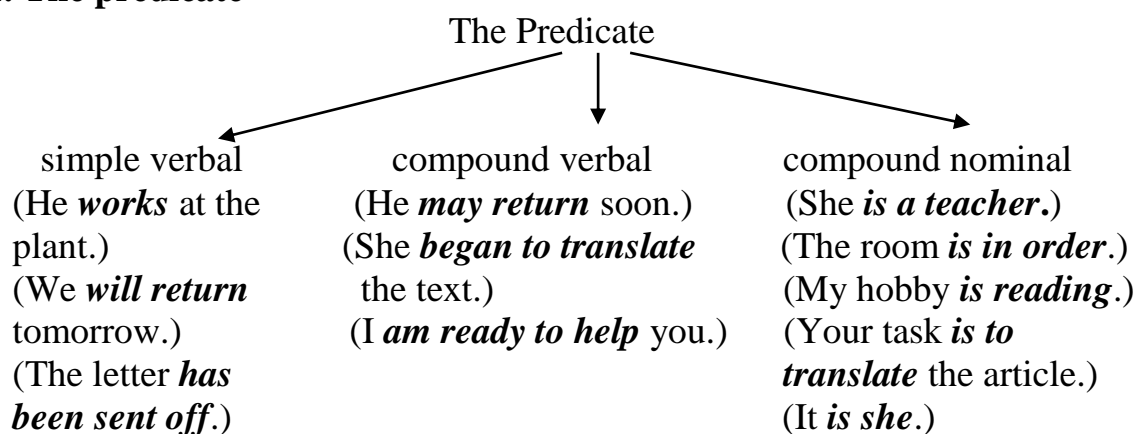 The predicate
The Predicate
simple verbal
(He works at the
plant.)
(We will return
tomorrow.)
(The letter has
been sent off.)
compound verbal
(He may return soon.)
(She began to translate
the text.)
(I am ready to help you.)
compound nominal
(She is a teacher.)
(The room is in order.)
(My hobby is reading.)
(Your task is to
translate the article.)
(It is she.)